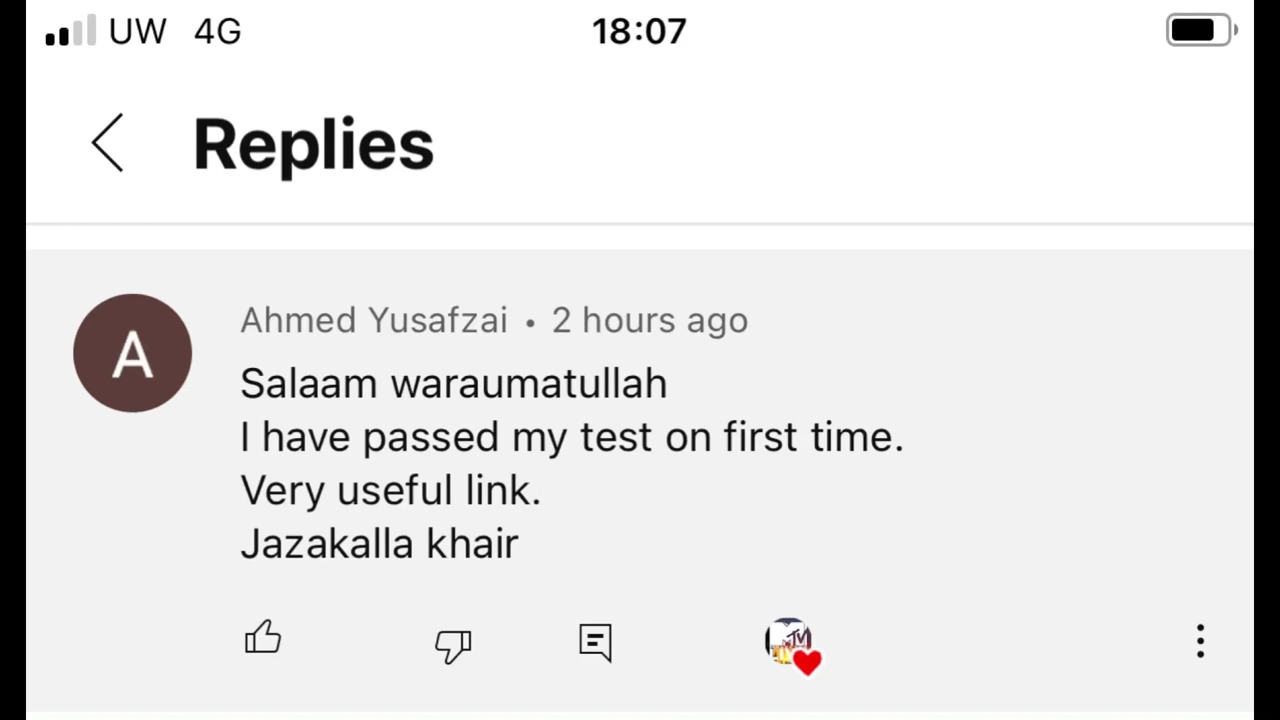 UW 4G 18:07
Replies
A
Ahmed Yusafzai • 2 hours ago
Salaam waraumatullah
I have passed my test on first time.
Very useful link.
Jazakalla khair
TV